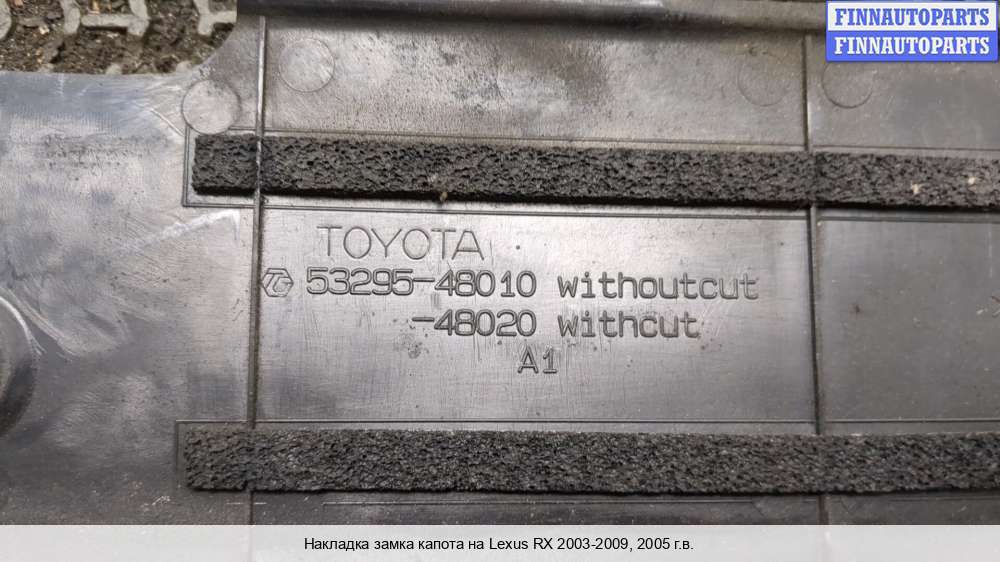 FINNAUTOPARTS
FINNAUTOPARTS
TOYOTA
53295-48010 withoutcut
-48020 withcut
A1
Накладка замка капота на Lexus RX 2003-2009, 2005 г.в.